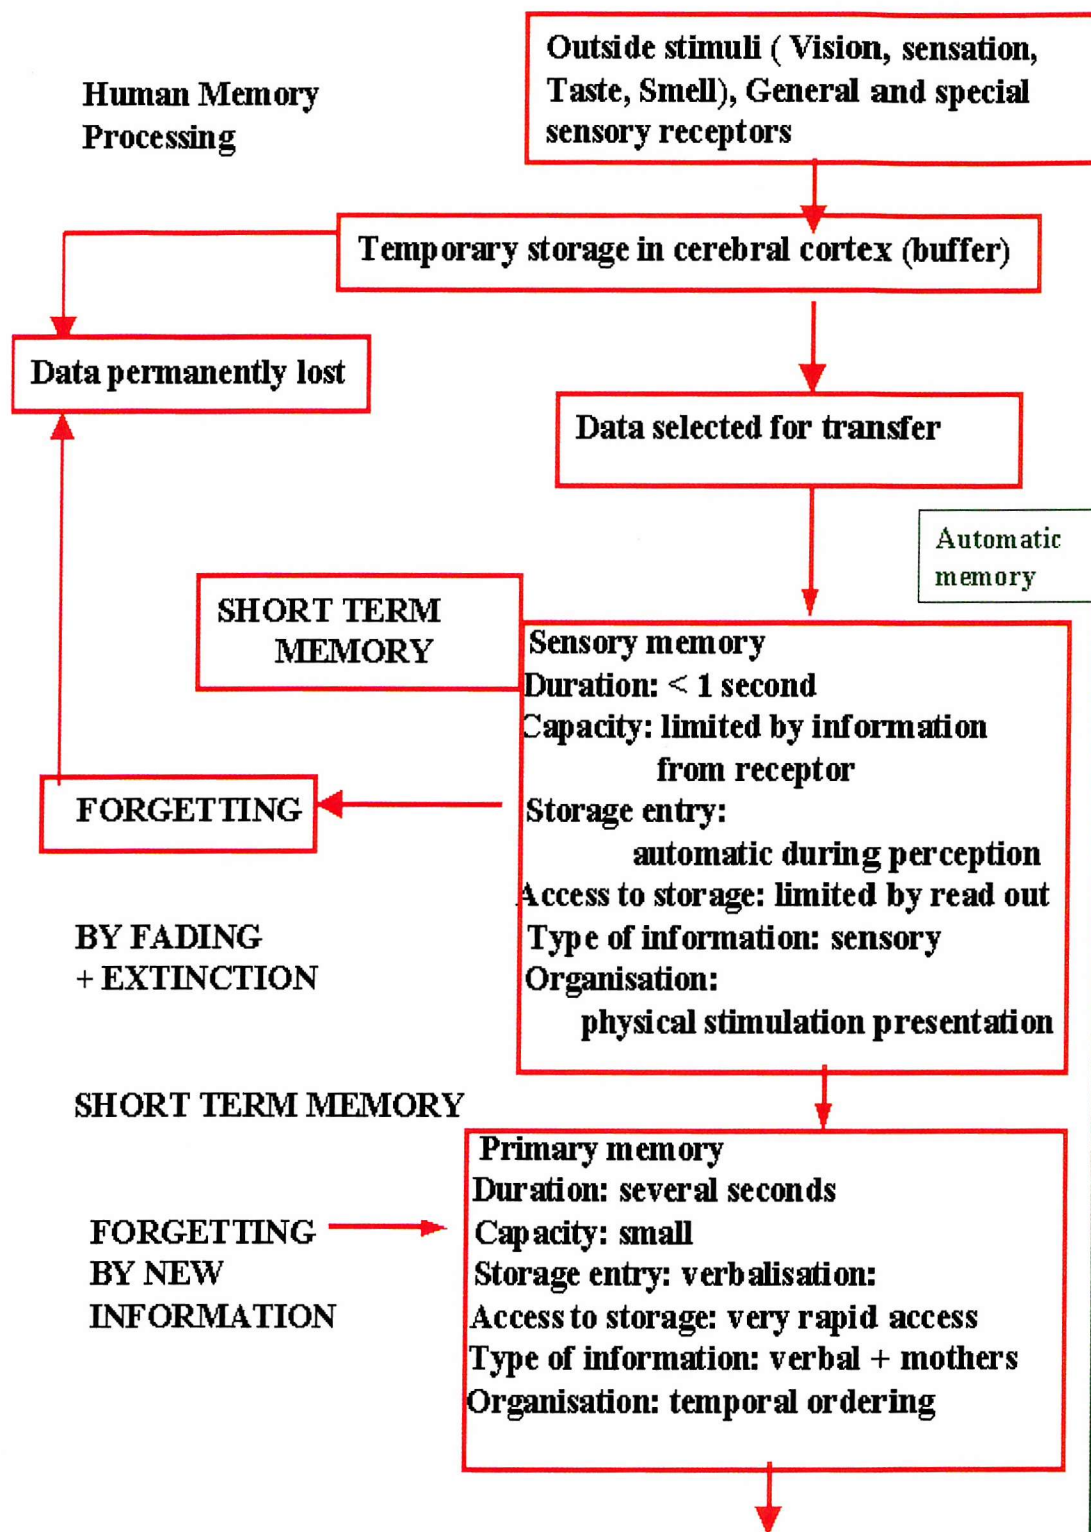 Human Memory
Processing
Outside stimuli ( Vision, sensation,
Taste, Smell), General and special
sensory receptors
Temporary storage in cerebral cortex (buffer)
Data permanently lost
Data selected for transfer
Automatic
memory
SHORT TERM
MEMORY
Sensory memory
Duration: < 1 second
Capacity: limited by information
from receptor
Storage entry:
automatic during perception
Access to storage: limited by read out
Type of information: sensory
Organisation:
physical stimulation presentation
FORGETTING
BY FADING
+ EXTINCTION
SHORT TERM MEMORY
Primary memory
Duration: several seconds
Capacity: small
Storage entry: verbalisation:
Access to storage: very rapid access
Type of information: verbal + mothers
Organisation: temporal ordering
FORGETTING
BY NEW
INFORMATION